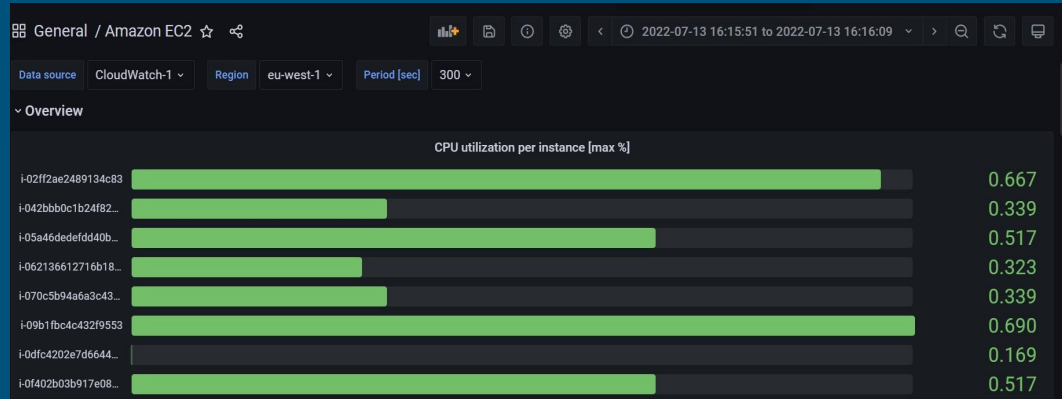 General / Amazon EC2
2022-07-13 16:15:51 to 2022-07-13 16:16:09
Data source CloudWatch-1 Region eu-west-1 Period [sec] 300
Overview
CPU utilization per instance [max %]
i-02ff2ae2489134c83 0.667
i-042bbb0c1b24f82… 0.339
i-05a46dedefdd40b… 0.517
i-062136612716b18… 0.323
i-070c5b94a6a3c43… 0.339
i-09b1fbc4c432f9553 0.690
i-0dfc4202e7d6644… 0.169
i-0f402b03b917e08… 0.517